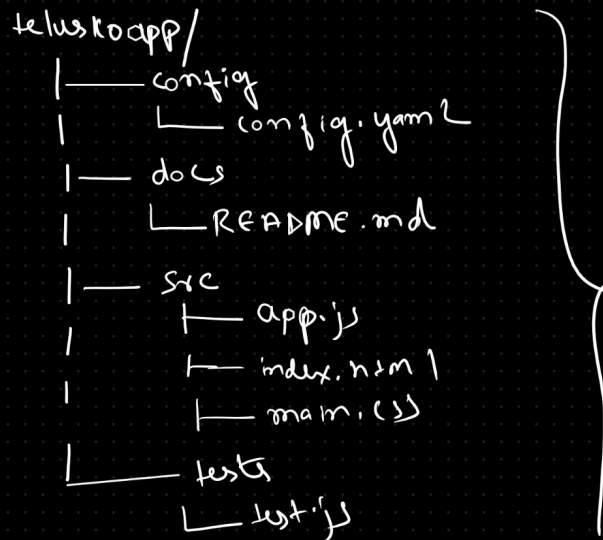 teluskoapp/
config
config.yaml
docs
README.md
src
app.js
index.html
main.css
tests
test.js